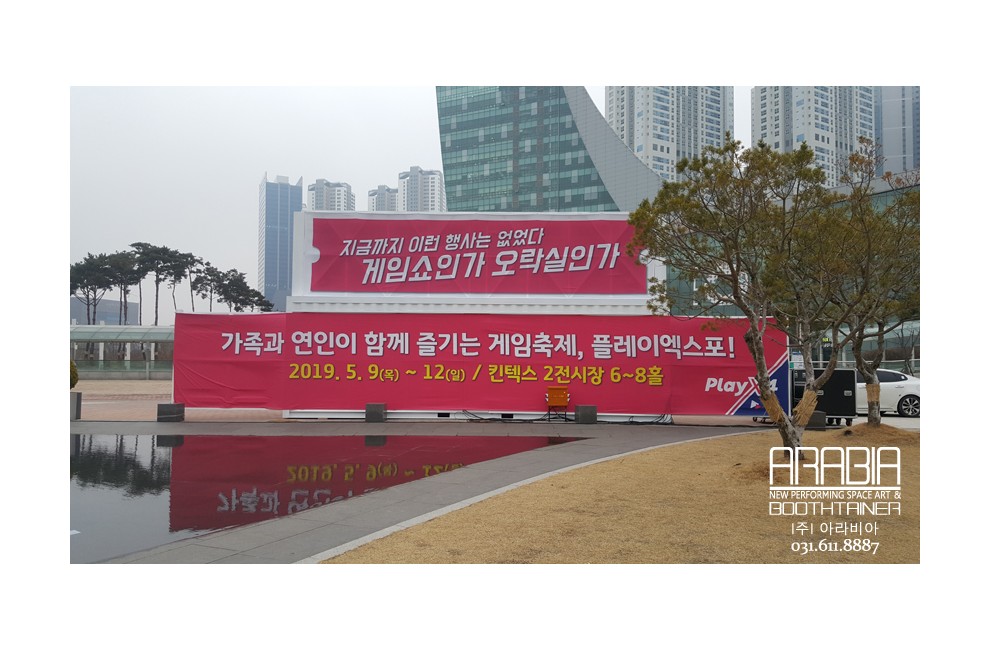 지금까지 이런 행사는 없었다
게임쇼인가 오락실인가
가족과 연인이 함께 즐기는 게임축제, 플레이엑스포!
2019. 5. 9(목) ~ 12(일) / 킨텍스 2전시장 6~8홀
PlayX4
ARABIA
NEW PERFORMING SPACE ART &
BOOTHTAINER
(주) 아라비아
031.611.8887